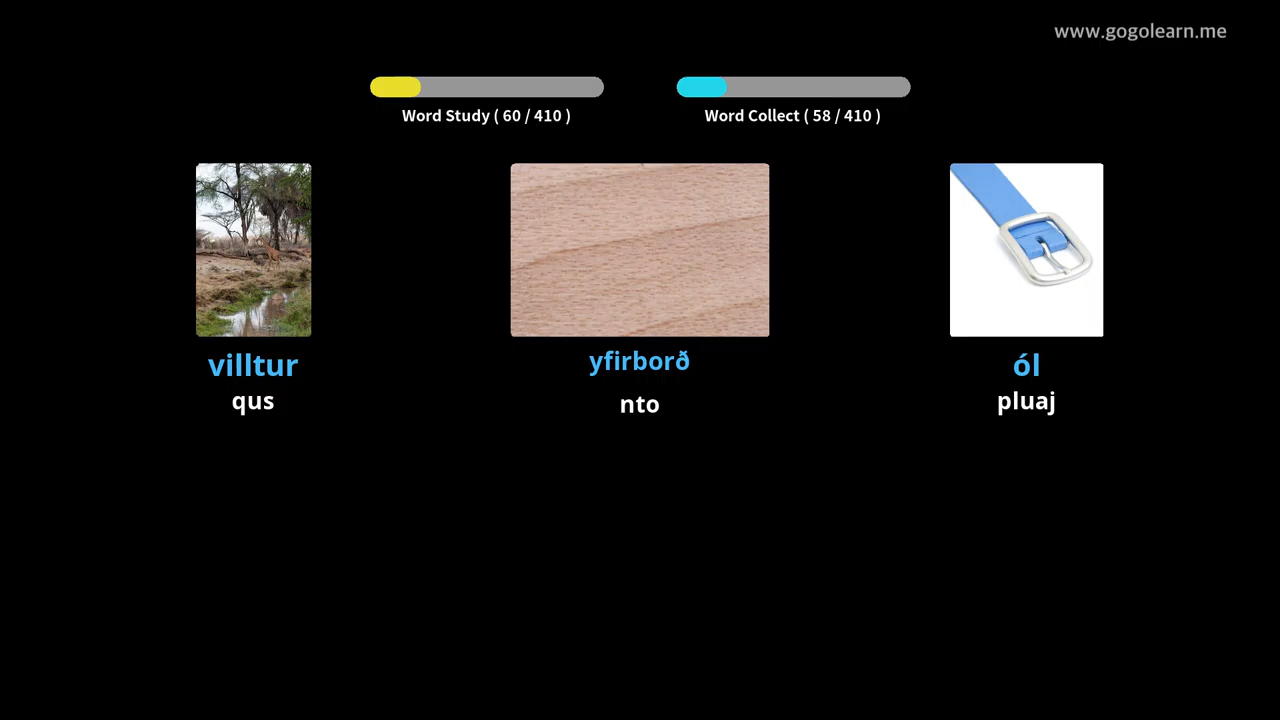 www.gogolearn.me
Word Study ( 60 / 410 )
Word Collect ( 58 / 410 )
villtur
qus
yfirborð
nto
ól
pluaj